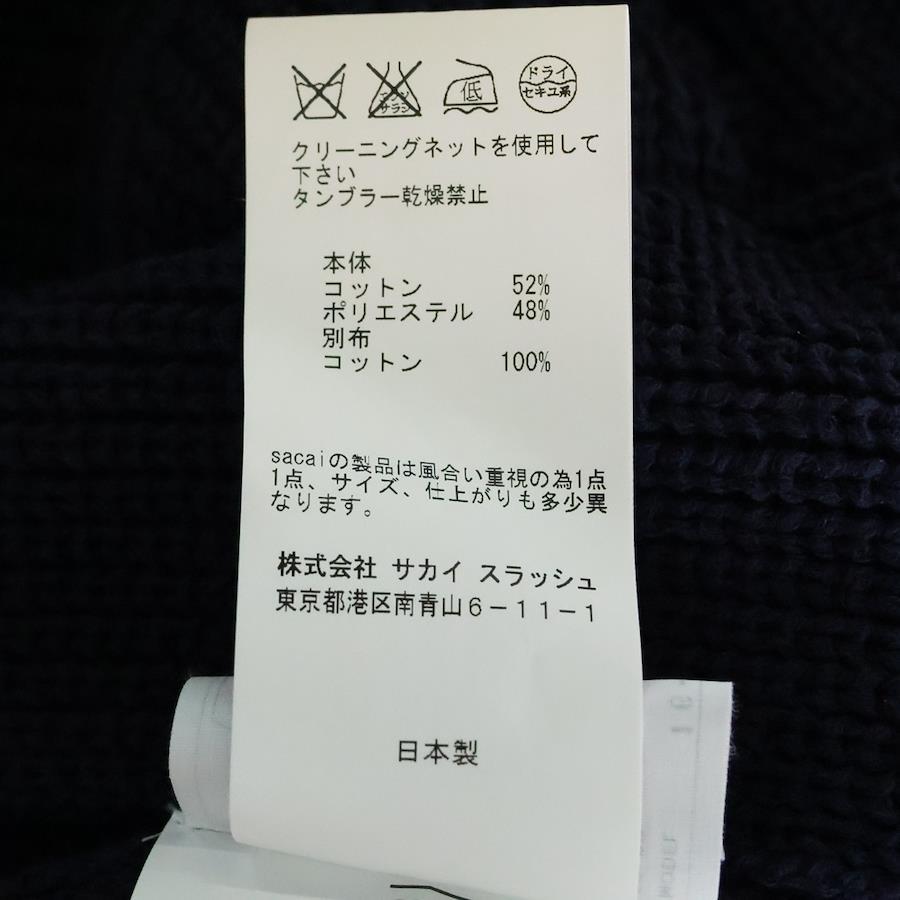 エンソ
サラシ
低
ドライ
セキユ系
クリーニングネットを使用して
下さい
タンブラー乾燥禁止
本体
コットン 52%
ポリエステル 48%
別布
コットン 100%
sacaiの製品は風合い重視の為1点
1点、サイズ、仕上がりも多少異
なります。
株式会社 サカイ スラッシュ
東京都港区南青山6-11-1
日本製